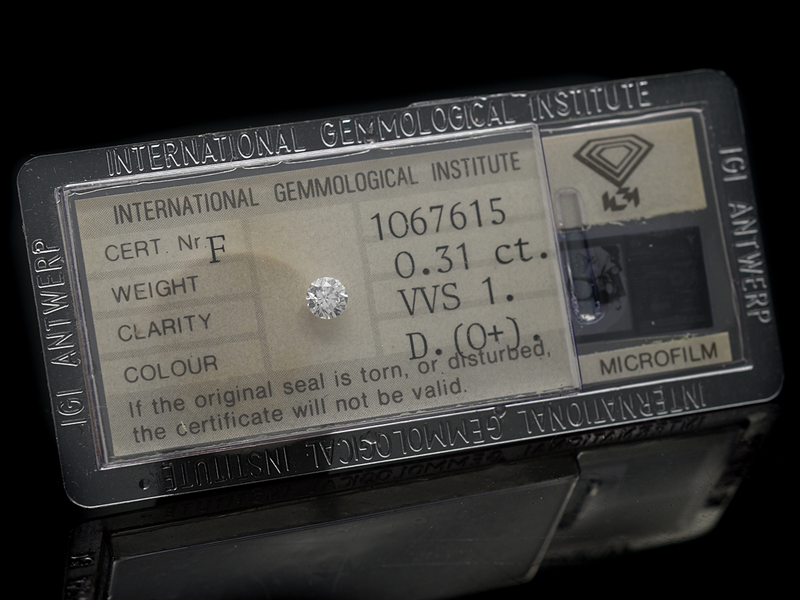 INTERNATIONAL GEMMOLOGICAL INSTITUTE
IGI ANTWERP
INTERNATIONAL GEMMOLOGICAL INSTITUTE
CERT. Nr. F 1067615
WEIGHT 0.31 ct.
CLARITY VVS 1.
COLOUR D. (O+).
If the original seal is torn, or disturbed,
the certificate will not be valid.
IGI
MICROFILM
IGI ANTWERP
INTERNATIONAL GEMMOLOGICAL INSTITUTE